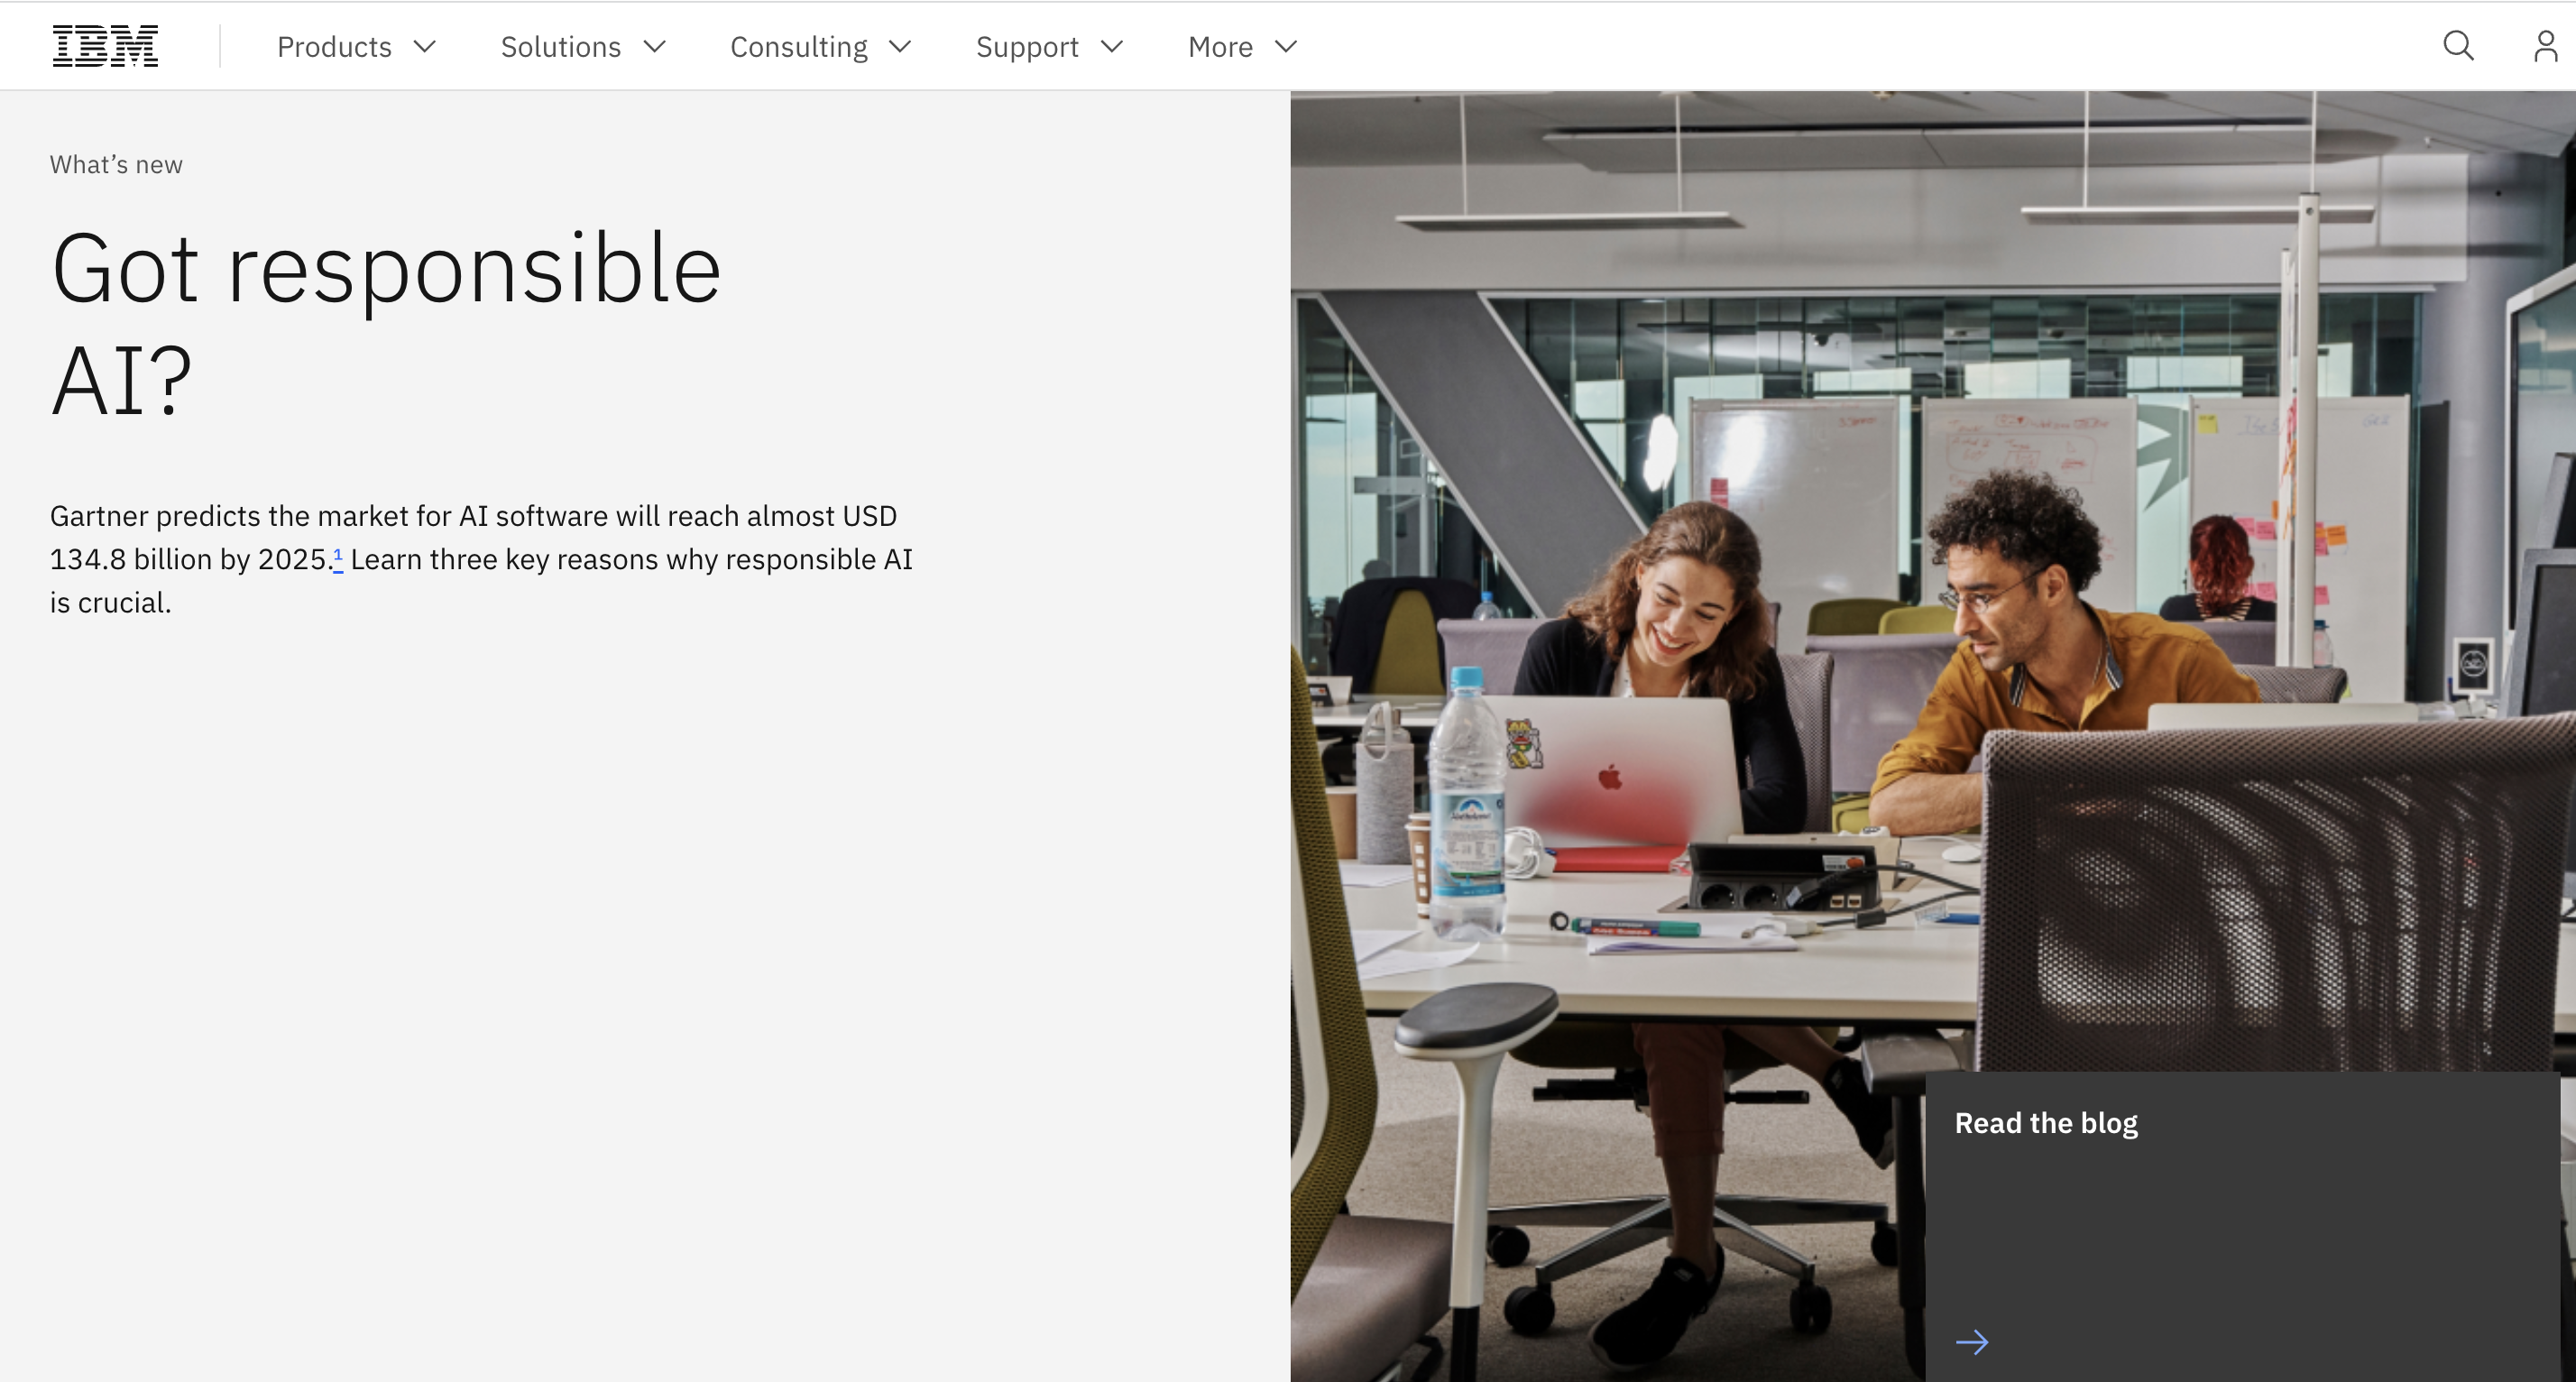 IBM
Products
Solutions
Consulting
Support
More
What’s new
Got responsible
AI?
Gartner predicts the market for AI software will reach almost USD
134.8 billion by 2025.¹ Learn three key reasons why responsible AI
is crucial.
Read the blog